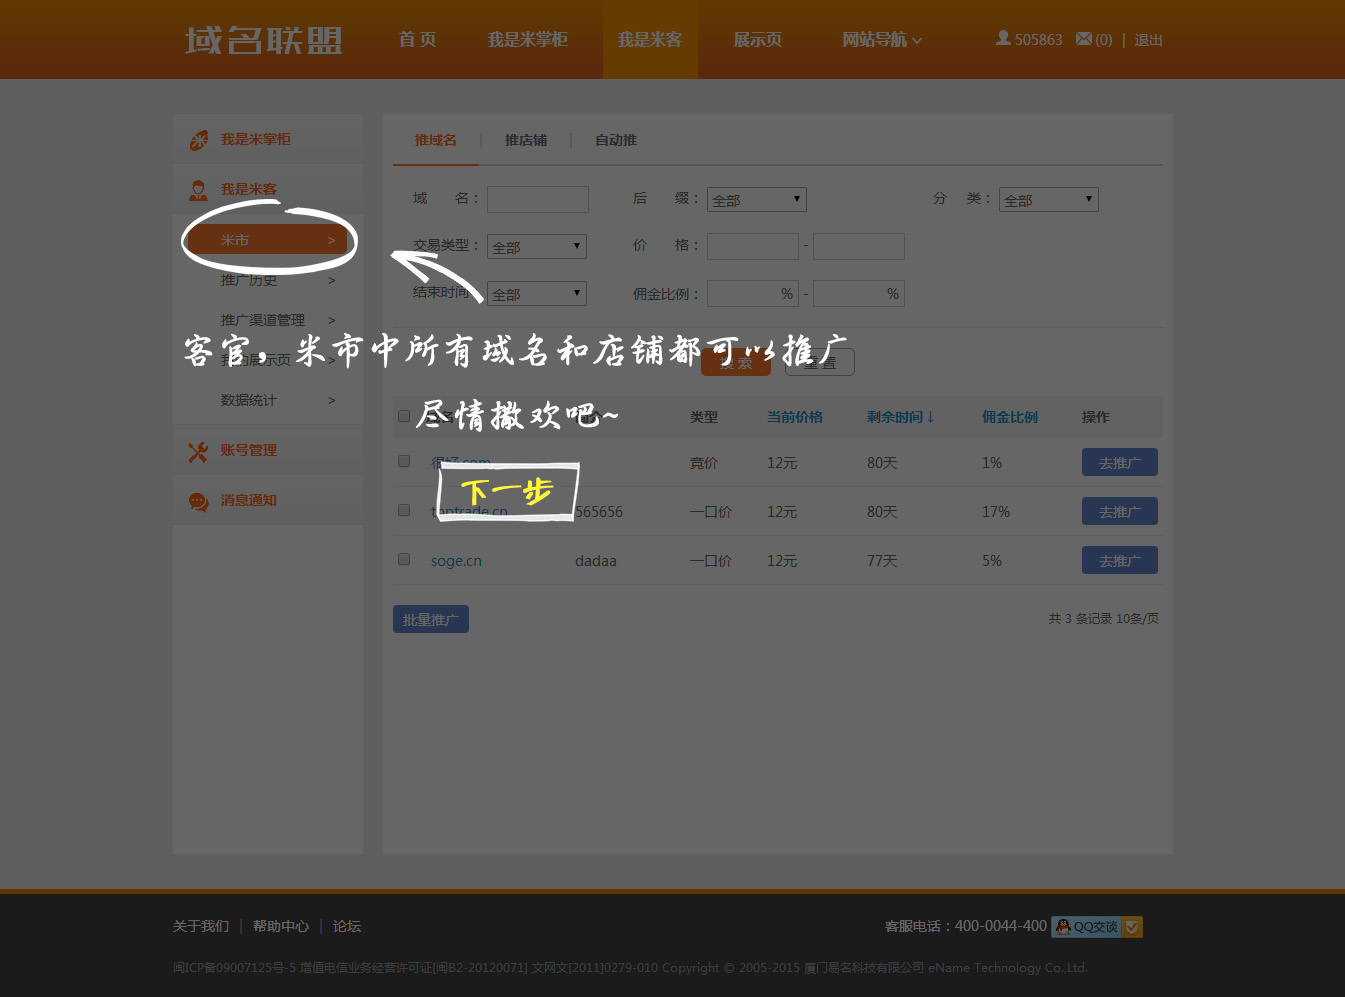 域名联盟 首 页 我是米掌柜 我是米客 展示页 网站导航 505863 (0) | 退出
我是米掌柜
我是米客
米市 >
推广历史 >
推广渠道管理 >
的展示页 >
数据统计 >
账号管理
消息通知
推域名 | 推店铺 | 自动推
域 名： 后 缀： 全部 分 类： 全部
交易类型： 全部 价 格： -
结束时间 全部 佣金比例： % - %
搜 索 重 置
客官，米市中所有域名和店铺都可以推广
尽情撒欢吧~
下一步
类型 当前价格 剩余时间↓ 佣金比例 操作
竞价 12元 80天 1% 去推广
toptrade.cn 565656 一口价 12元 80天 17% 去推广
soge.cn dadaa 一口价 12元 77天 5% 去推广
批量推广 共 3 条记录 10条/页
关于我们 | 帮助中心 | 论坛 客服电话：400-0044-400 QQ交谈
闽ICP备09007125号-5 增值电信业务经营许可证[闽B2-20120071] 文网文[2011]0279-010 Copyright © 2005-2015 厦门易名科技有限公司 eName Technology Co.,Ltd.